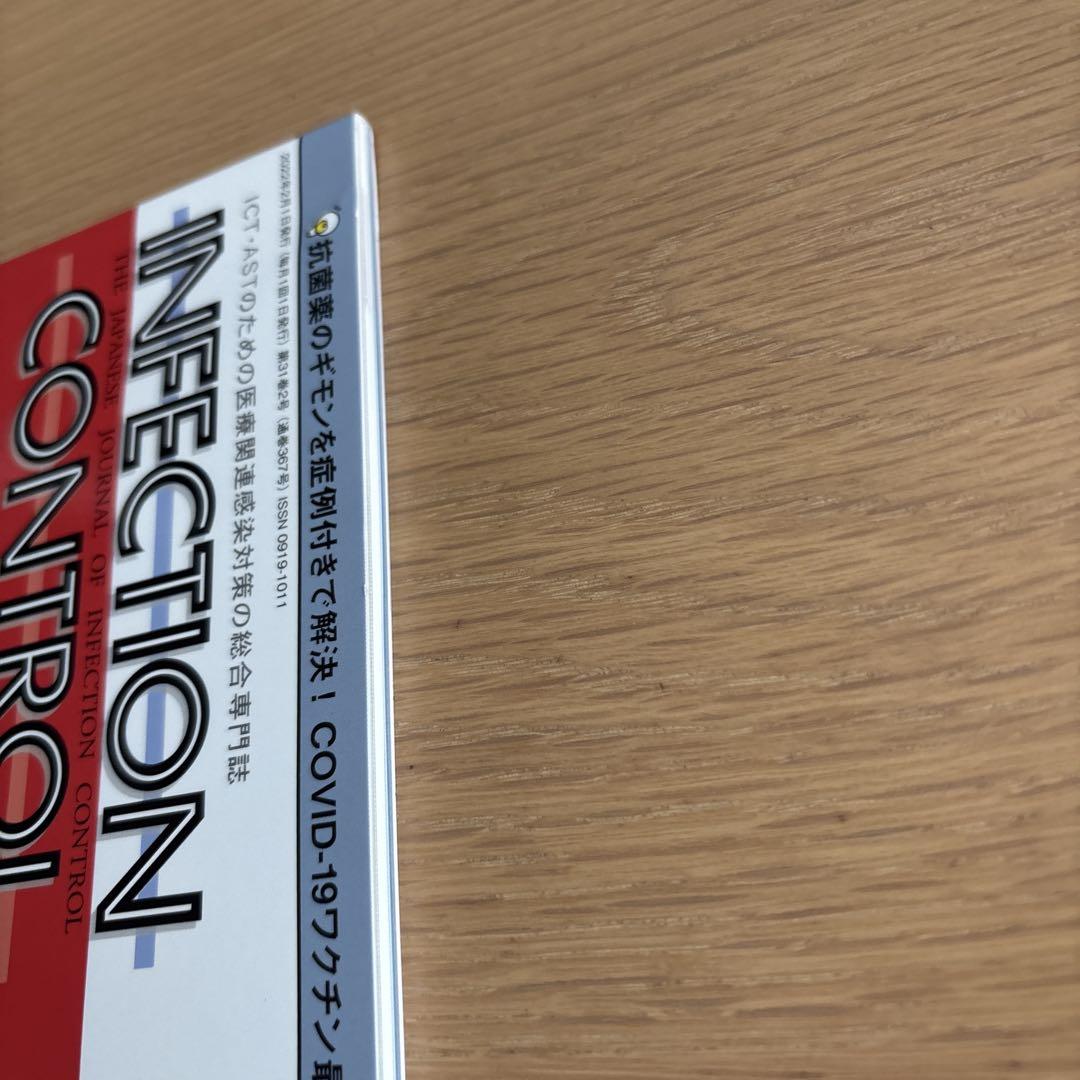 抗菌薬のギモンを症例付きで解決！ COVID-19ワクチン最
2022年2月1日発行（毎月1回1日発行）第31巻2号（通巻367号）ISSN 0919-1011
ICT・ASTのための医療関連感染対策の総合専門誌
INFECTION
THE JAPANESE JOURNAL OF INFECTION CONTROL
CONTROL